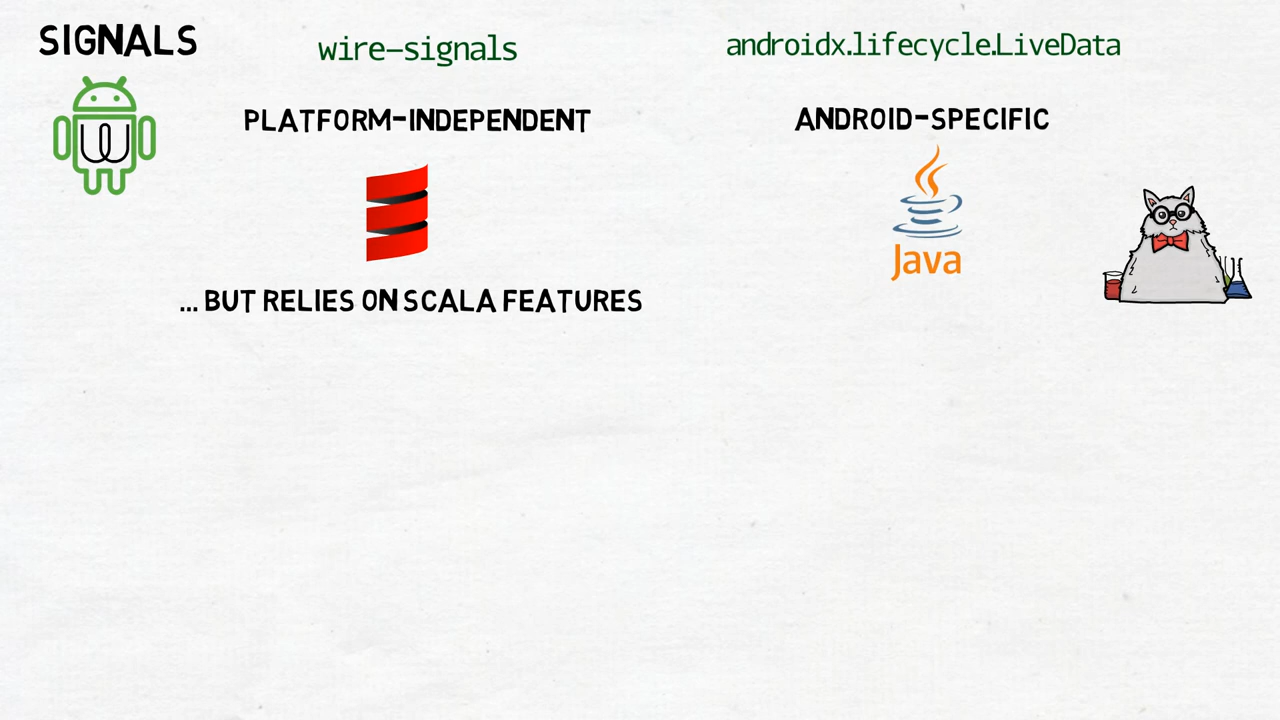 SIGNALS
wire-signals
androidx.lifecycle.LiveData
PLATFORM-INDEPENDENT
ANDROID-SPECIFIC
W
Java
... BUT RELIES ON SCALA FEATURES